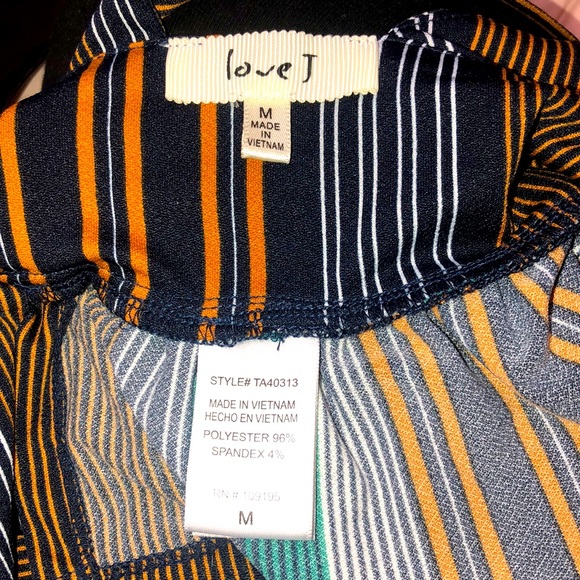 love J
M
MADE
IN
VIETNAM
STYLE# TA40313
MADE IN VIETNAM
HECHO EN VIETNAM
POLYESTER 96%
SPANDEX 4%
RN # 109195
M